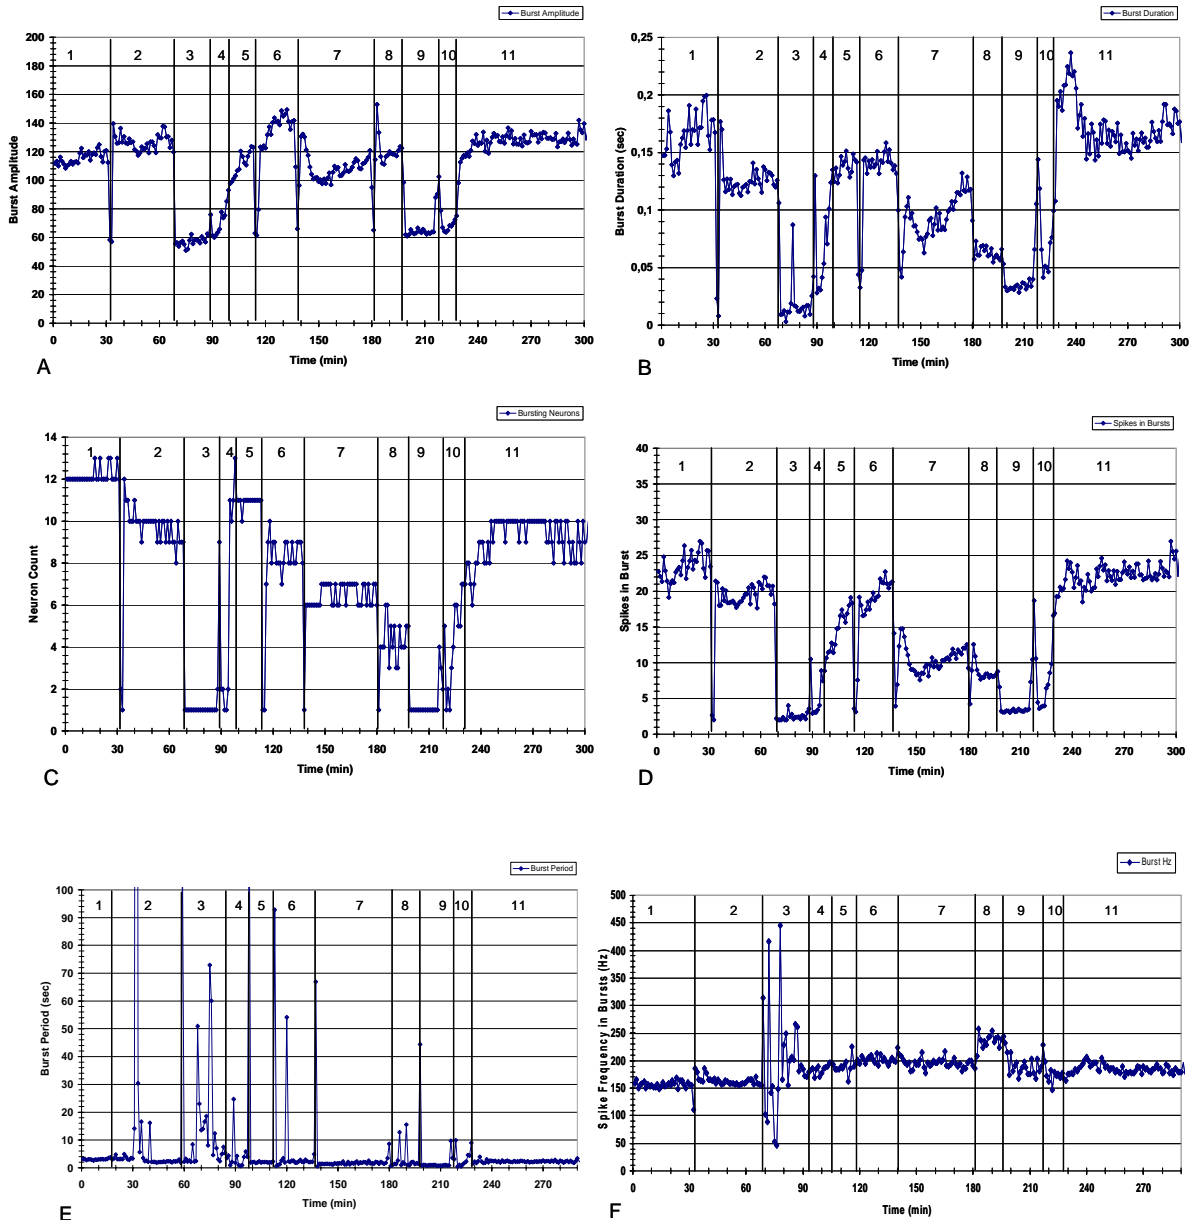 Burst Amplitude
200
180
160
140
120
100
80
60
40
20
0
Burst Amplitude
1 2 3 4 5 6 7 8 9 10 11
0 30 60 90 120 150 180 210 240 270 300
Time (min)
A
Burst Duration
0,25
0,2
0,15
0,1
0,05
0
Burst Duration (sec)
1 2 3 4 5 6 7 8 9 10 11
0 30 60 90 120 150 180 210 240 270 300
Time (min)
B
Bursting Neurons
14
12
10
8
6
4
2
0
Neuron Count
1 2 3 4 5 6 7 8 9 10 11
0 30 60 90 120 150 180 210 240 270 300
Time (min)
C
Spikes in Bursts
40
35
30
25
20
15
10
5
0
Spikes in Burst
1 2 3 4 5 6 7 8 9 10 11
0 30 60 90 120 150 180 210 240 270 300
Time (min)
D
Burst Period
100
90
80
70
60
50
40
30
20
10
0
Burst Period (sec)
1 2 3 4 5 6 7 8 9 10 11
0 30 60 90 120 150 180 210 240 270
Time (min)
E
Burst Hz
500
450
400
350
300
250
200
150
100
50
0
Spike Frequency in Bursts (Hz)
1 2 3 4 5 6 7 8 9 10 11
0 30 60 90 120 150 180 210 240 270
Time (min)
F